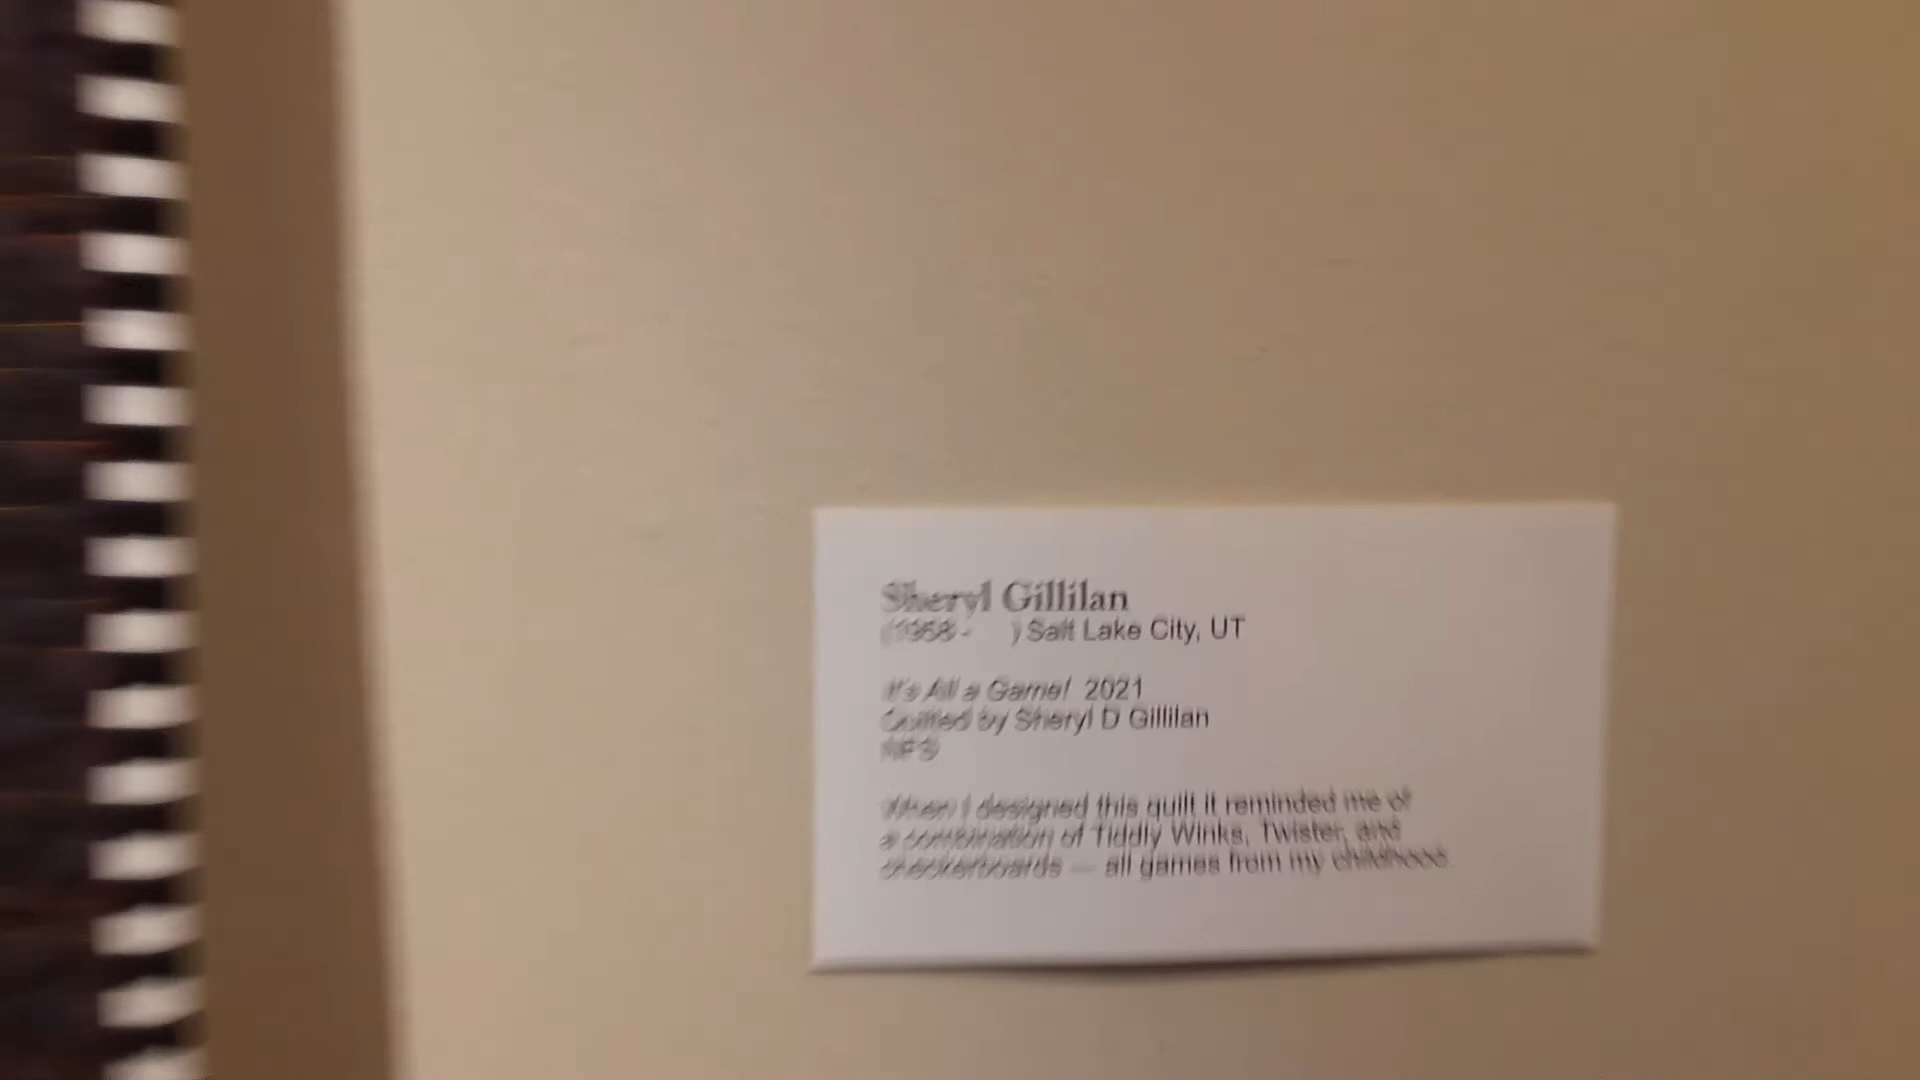 Sheryl Gillilan
(1958 -      ) Salt Lake City, UT
It's All a Game!  2021
Quilted by Sheryl D Gillilan
NFS
When I designed this quilt it reminded me of
a combination of Tiddly Winks, Twister, and
checkerboards — all games from my childhood.